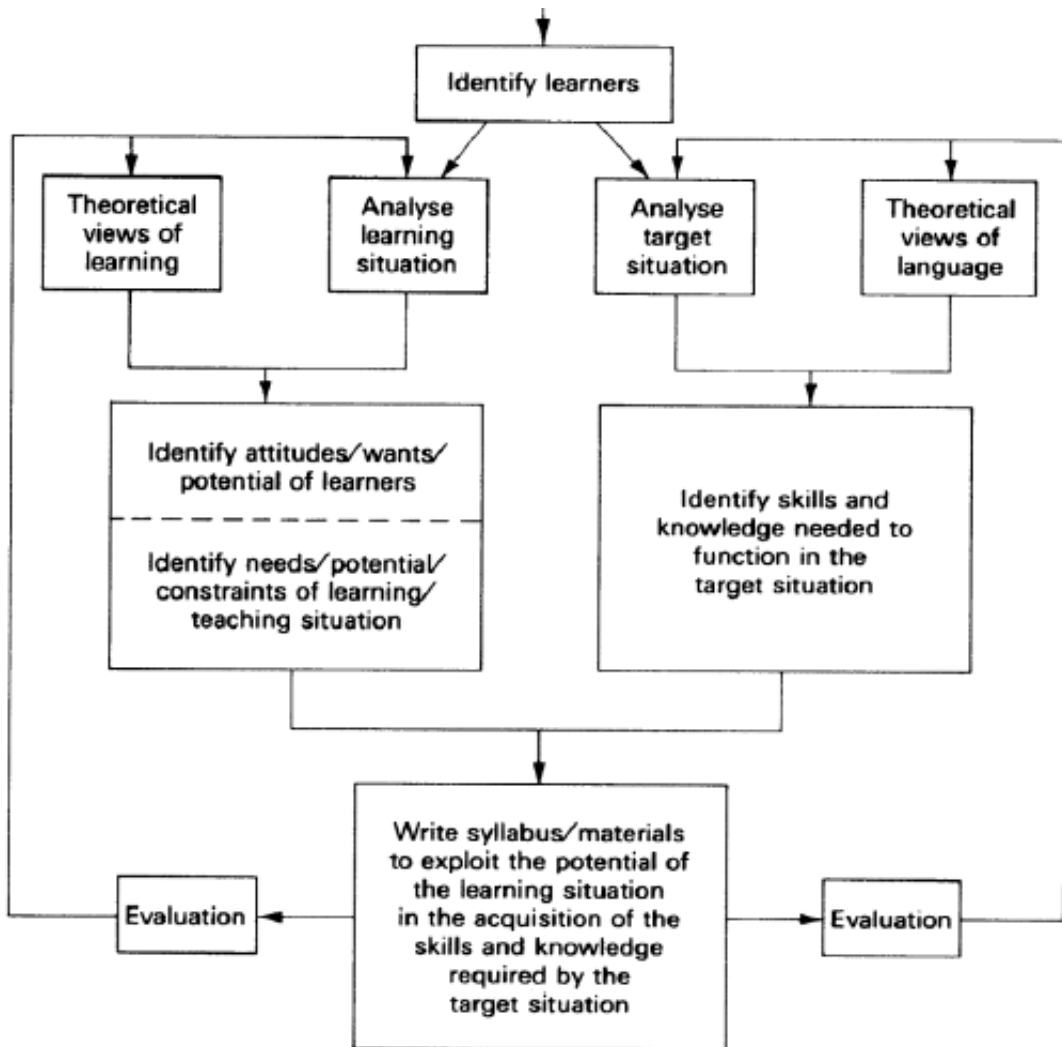 Identify learners
Theoretical
views of
learning
Analyse
learning
situation
Analyse
target
situation
Theoretical
views of
language
Identify attitudes/wants/
potential of learners
Identify needs/potential/
constraints of learning/
teaching situation
Identify skills and
knowledge needed to
function in the
target situation
Write syllabus/materials
to exploit the potential of
the learning situation
in the acquisition of the
skills and knowledge
required by the
target situation
Evaluation
Evaluation